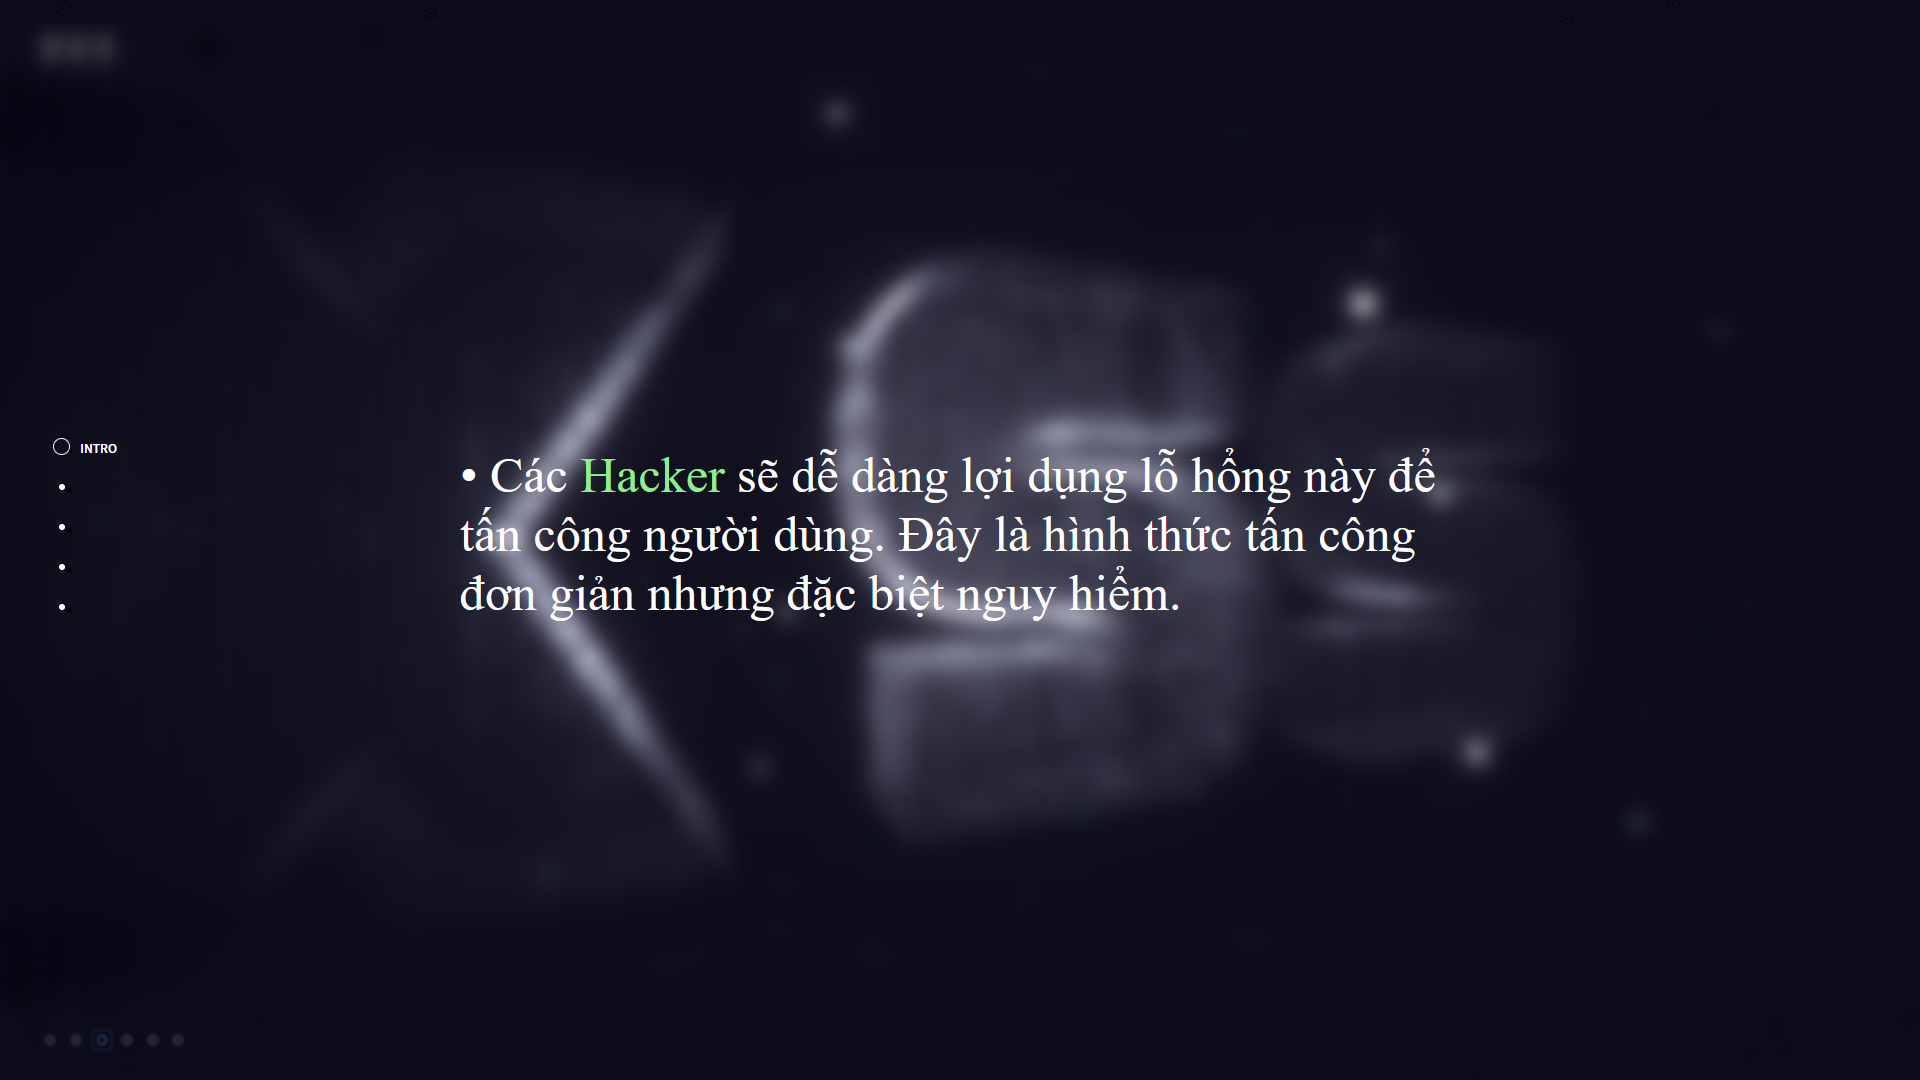 INTRO
• Các Hacker sẽ dễ dàng lợi dụng lỗ hổng này để
tấn công người dùng. Đây là hình thức tấn công
đơn giản nhưng đặc biệt nguy hiểm.